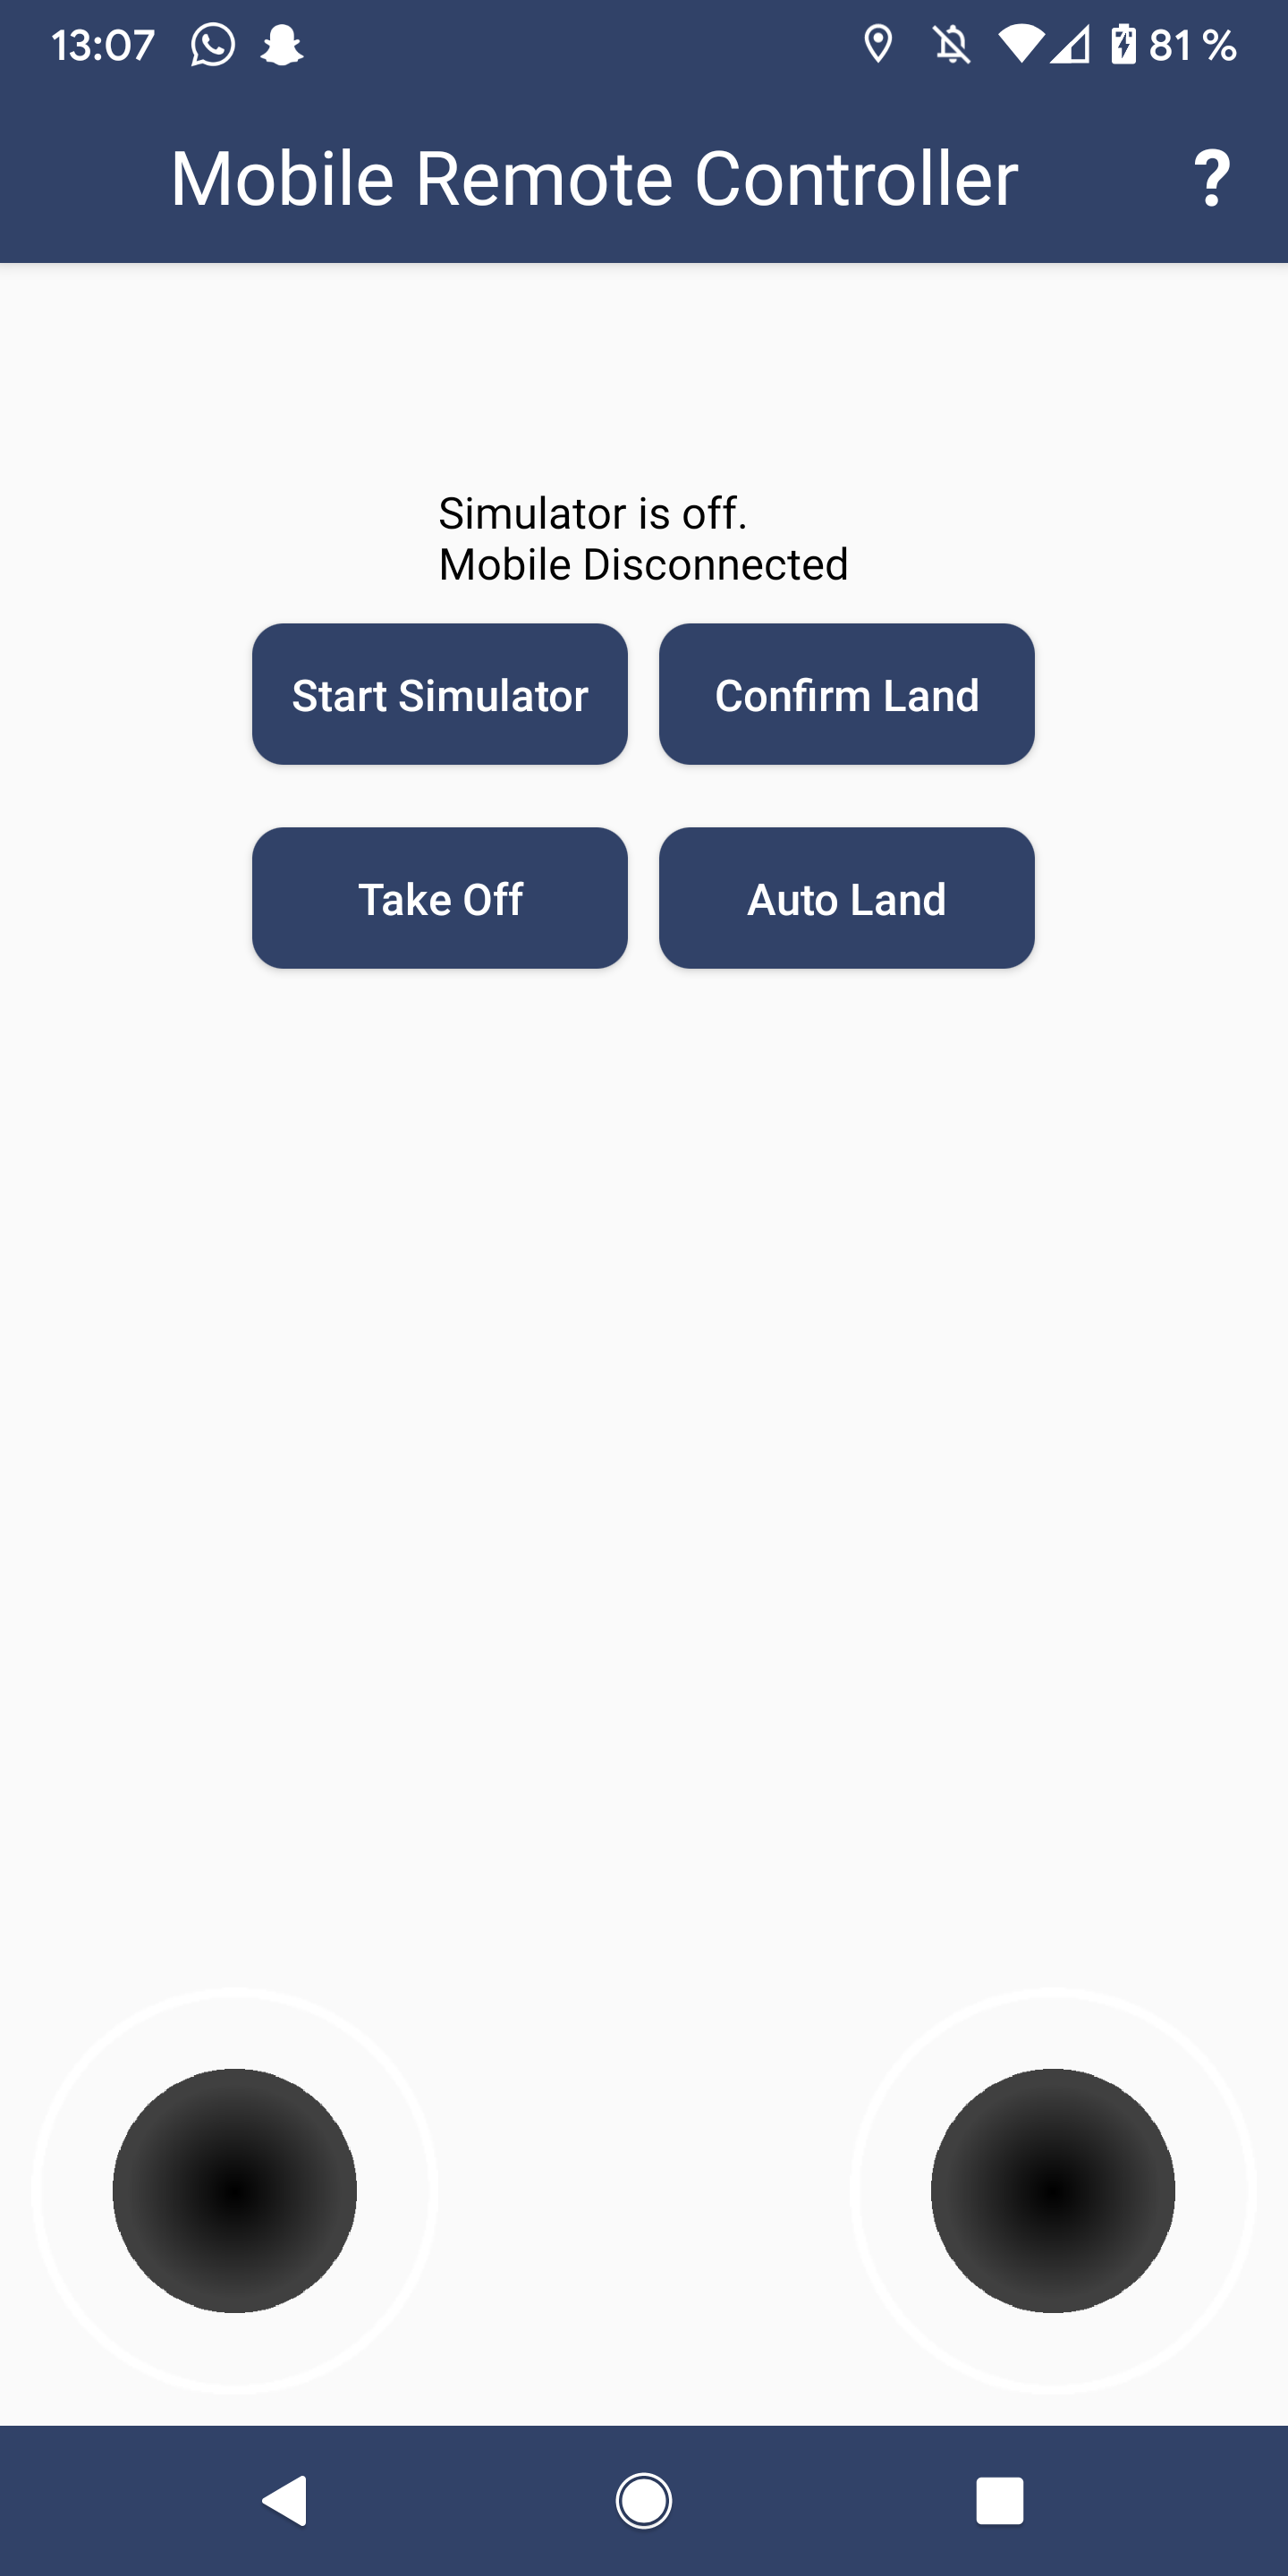 13:07 81 %
Mobile Remote Controller ?
Simulator is off.
Mobile Disconnected
Start Simulator Confirm Land
Take Off Auto Land